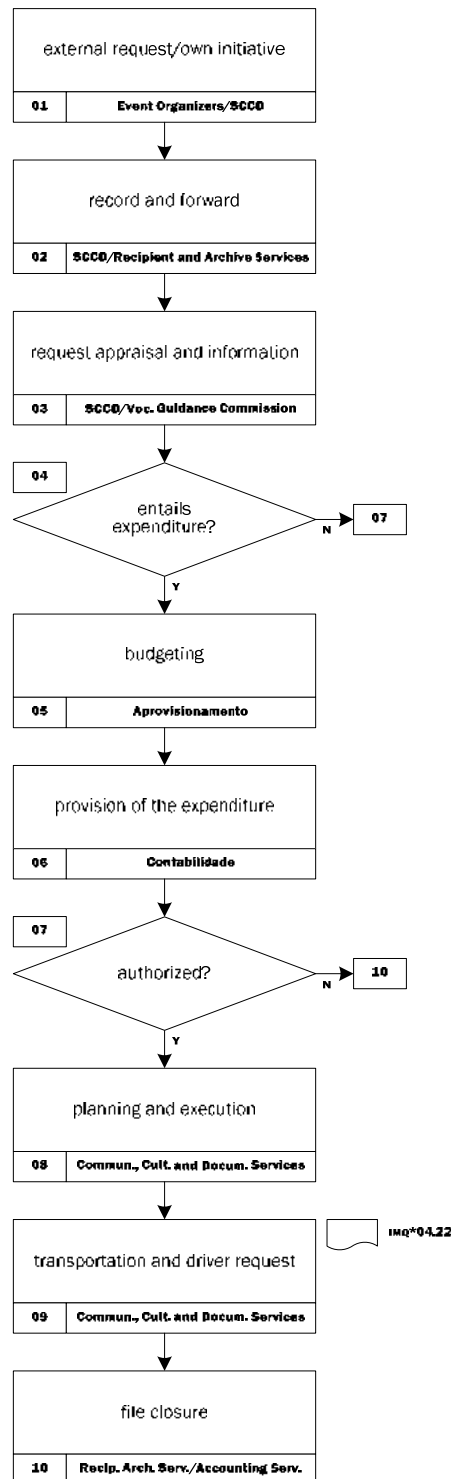 external request/own initiative
01 Event Organizers/SCCD
record and forward
02 SCCD/Recipient and Archive Services
request appraisal and information
03 SCCD/Voc. Guidance Commission
04
entails
expenditure?
N 07
Y
budgeting
05 Aprovisionamento
provision of the expenditure
06 Contabilidade
07
authorized?
N 10
Y
planning and execution
08 Commun., Cult. and Docum. Services
transportation and driver request
IMQ*04.22
09 Commun., Cult. and Docum. Services
file closure
10 Recip. Arch. Serv./Accounting Serv.